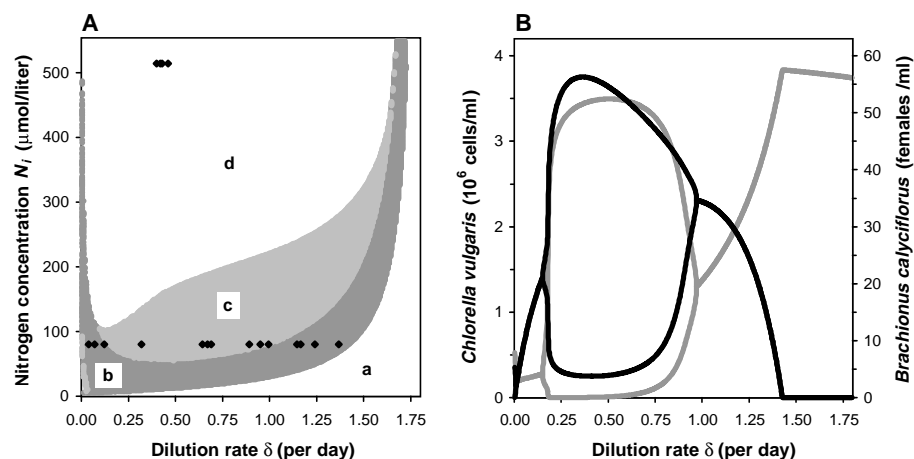 A
B
Nitrogen concentration Ni (μmol/liter)
500
400
300
200
100
0
d
c
b
a
0.00 0.25 0.50 0.75 1.00 1.25 1.50 1.75
Dilution rate δ (per day)
Chlorella vulgaris (10^6 cells/ml)
4
3
2
1
0
0.00 0.25 0.50 0.75 1.00 1.25 1.50 1.75
Dilution rate δ (per day)
60
50
40
30
20
10
0
Brachionus calyciflorus (females /ml)